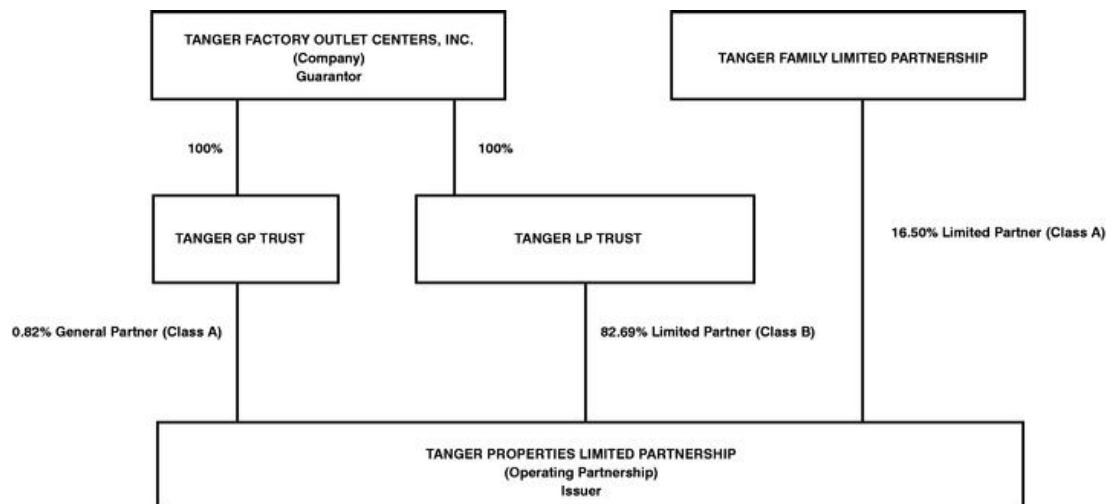 TANGER FACTORY OUTLET CENTERS, INC.
(Company)
Guarantor
TANGER FAMILY LIMITED PARTNERSHIP
100%
100%
TANGER GP TRUST
TANGER LP TRUST
16.50% Limited Partner (Class A)
0.82% General Partner (Class A)
82.69% Limited Partner (Class B)
TANGER PROPERTIES LIMITED PARTNERSHIP
(Operating Partnership)
Issuer